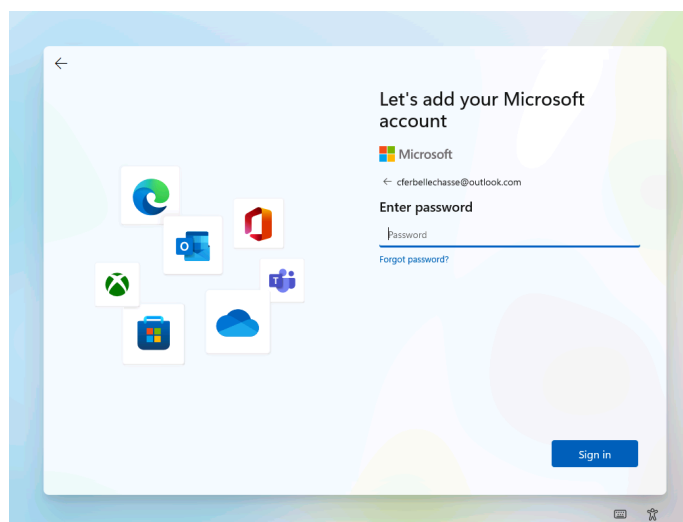 Let's add your Microsoft
account
Microsoft
cferbellechasse@outlook.com
Enter password
Password
Forgot password?
Sign in